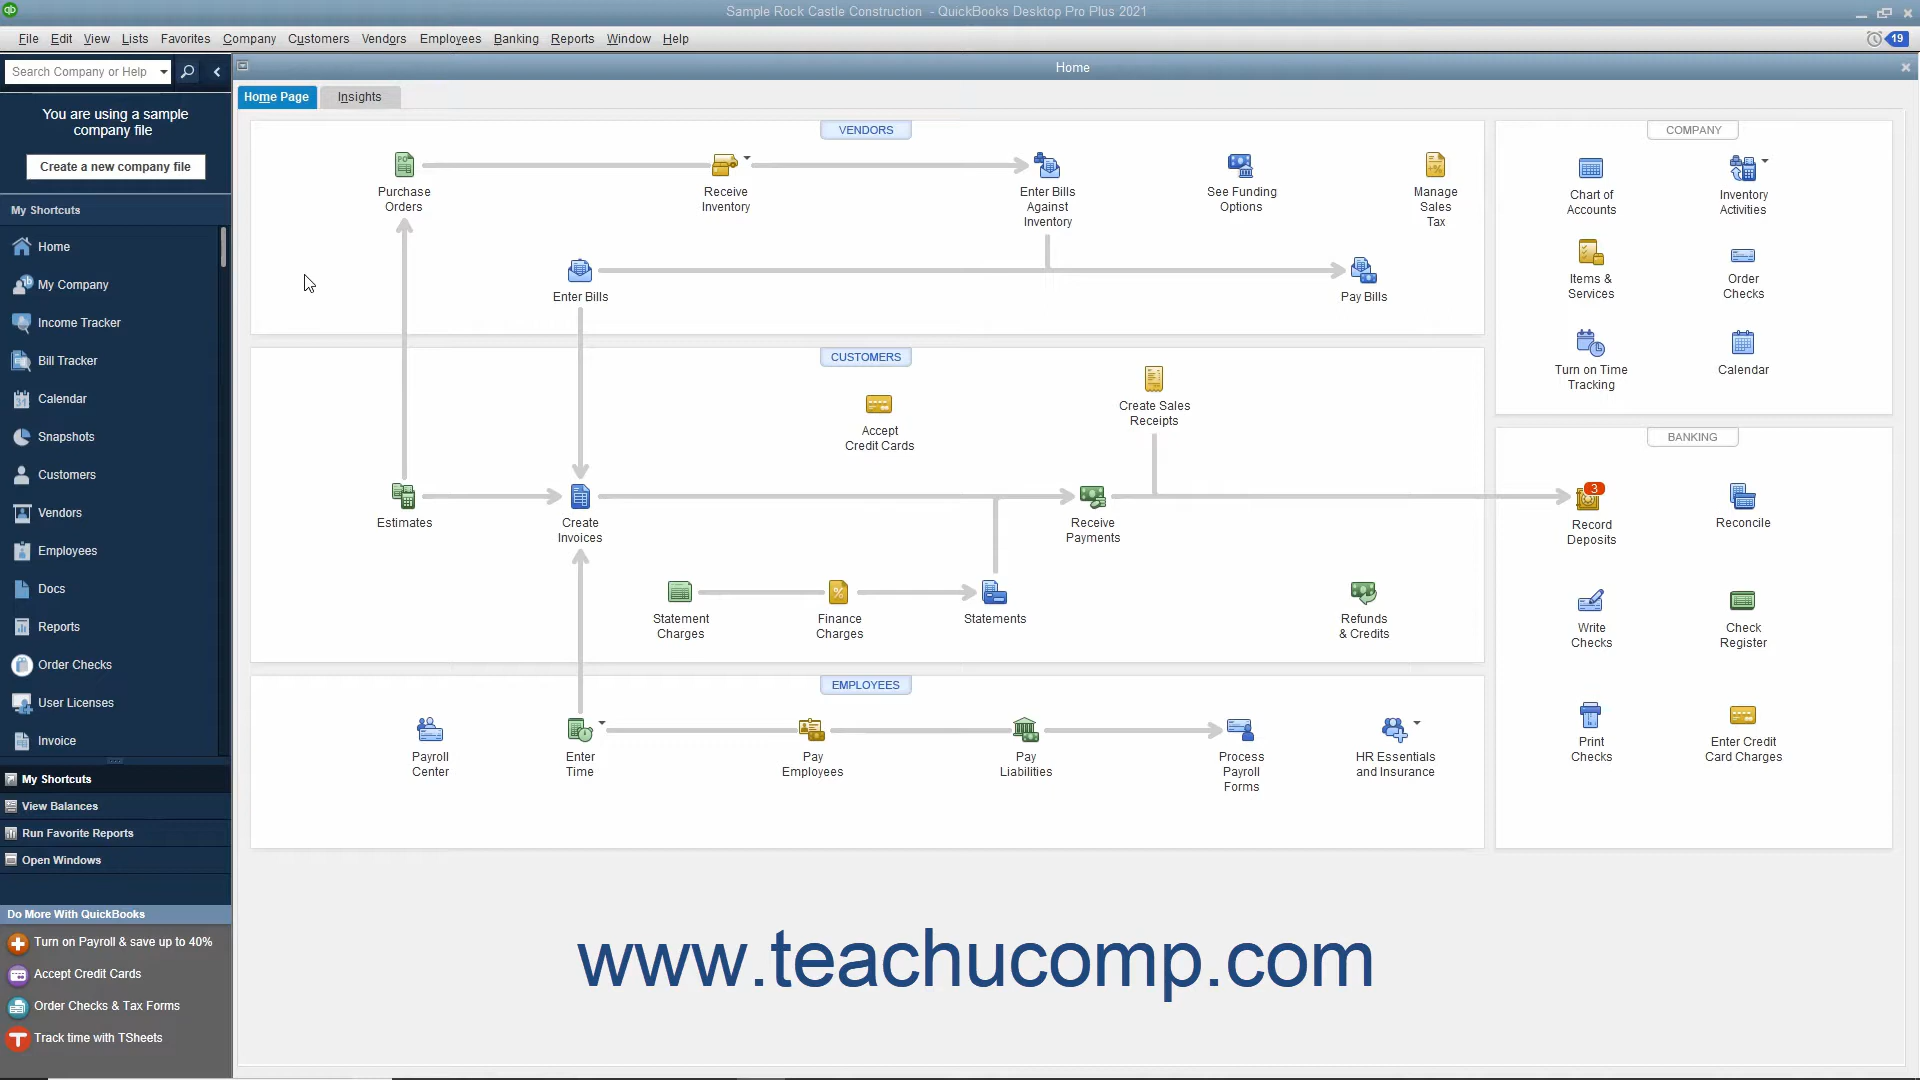 Sample Rock Castle Construction - QuickBooks Desktop Pro Plus 2021
File Edit View Lists Favorites Company Customers Vendors Employees Banking Reports Window Help
19
Search Company or Help
Home
Home Page
Insights
You are using a sample
company file
Create a new company file
My Shortcuts
Home
My Company
Income Tracker
Bill Tracker
Calendar
Snapshots
Customers
Vendors
Employees
Docs
Reports
Order Checks
User Licenses
Invoice
My Shortcuts
View Balances
Run Favorite Reports
Open Windows
Do More With QuickBooks
Turn on Payroll & save up to 40%
Accept Credit Cards
Order Checks & Tax Forms
Track time with TSheets
VENDORS
Purchase
Orders
Receive
Inventory
Enter Bills
Against
Inventory
See Funding
Options
Manage
Sales
Tax
Enter Bills
Pay Bills
CUSTOMERS
Accept
Credit Cards
Create Sales
Receipts
Estimates
Create
Invoices
Receive
Payments
Statement
Charges
Finance
Charges
Statements
Refunds
& Credits
EMPLOYEES
Payroll
Center
Enter
Time
Pay
Employees
Pay
Liabilities
Process
Payroll
Forms
HR Essentials
and Insurance
COMPANY
Chart of
Accounts
Inventory
Activities
Items &
Services
Order
Checks
Turn on Time
Tracking
Calendar
BANKING
3
Record
Deposits
Reconcile
Write
Checks
Check
Register
Print
Checks
Enter Credit
Card Charges
www.teachucomp.com